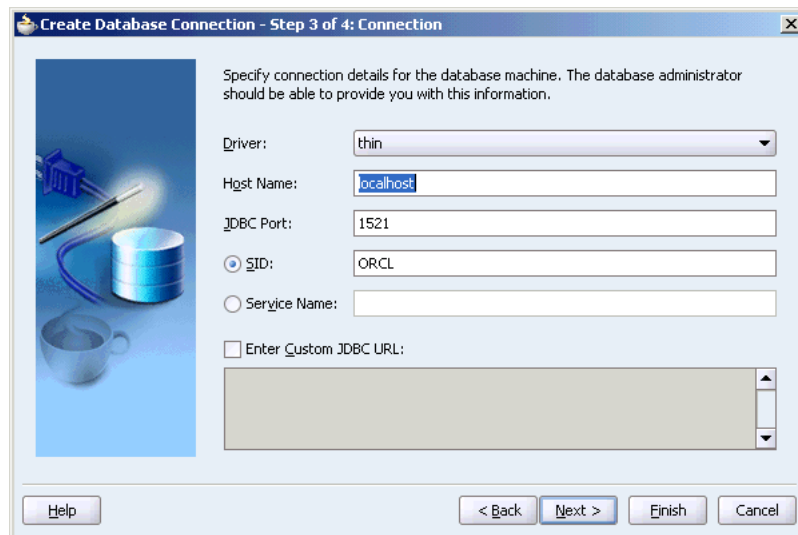 Create Database Connection - Step 3 of 4: Connection
Specify connection details for the database machine. The database administrator
should be able to provide you with this information.
Driver: thin
Host Name: localhost
JDBC Port: 1521
SID: ORCL
Service Name:
Enter Custom JDBC URL:
Help < Back Next > Finish Cancel